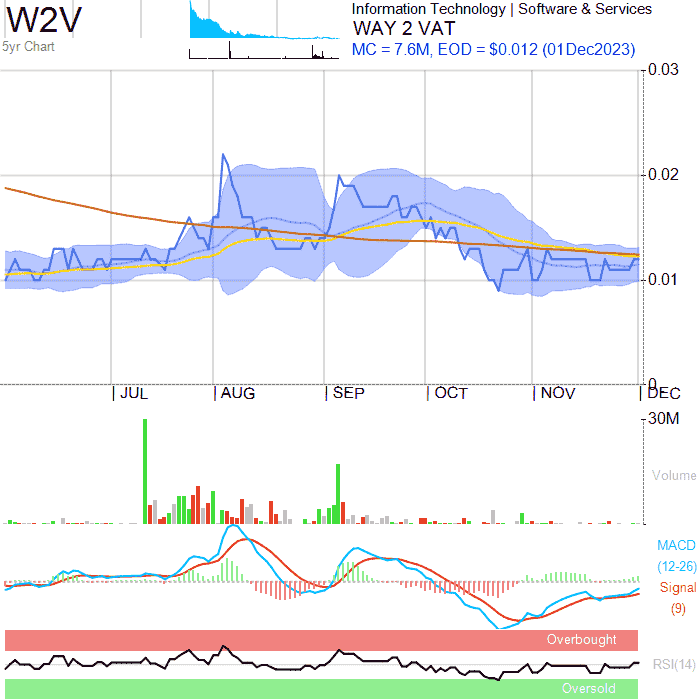 W2V
5yr Chart
Information Technology | Software & Services
WAY 2 VAT
MC = 7.6M, EOD = $0.012 (01Dec2023)
0.03
0.02
0.01
0
| JUL | AUG | SEP | OCT | NOV | DEC
30M
Volume
MACD
(12-26)
Signal
(9)
Overbought
RSI(14)
Oversold